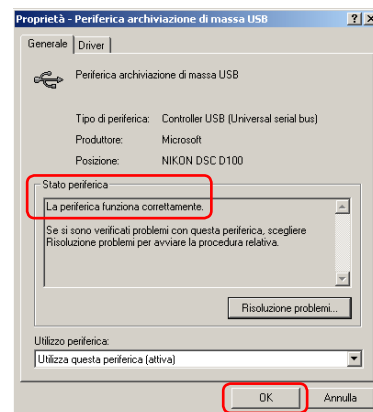 Proprietà - Periferica archiviazione di massa USB
Generale Driver
Periferica archiviazione di massa USB
Tipo di periferica: Controller USB (Universal serial bus)
Produttore: Microsoft
Posizione: NIKON DSC D100
Stato periferica
La periferica funziona correttamente.
Se si sono verificati problemi con questa periferica, scegliere
Risoluzione problemi per avviare la procedura relativa.
Risoluzione problemi...
Utilizzo periferica:
Utilizza questa periferica (attiva)
OK Annulla